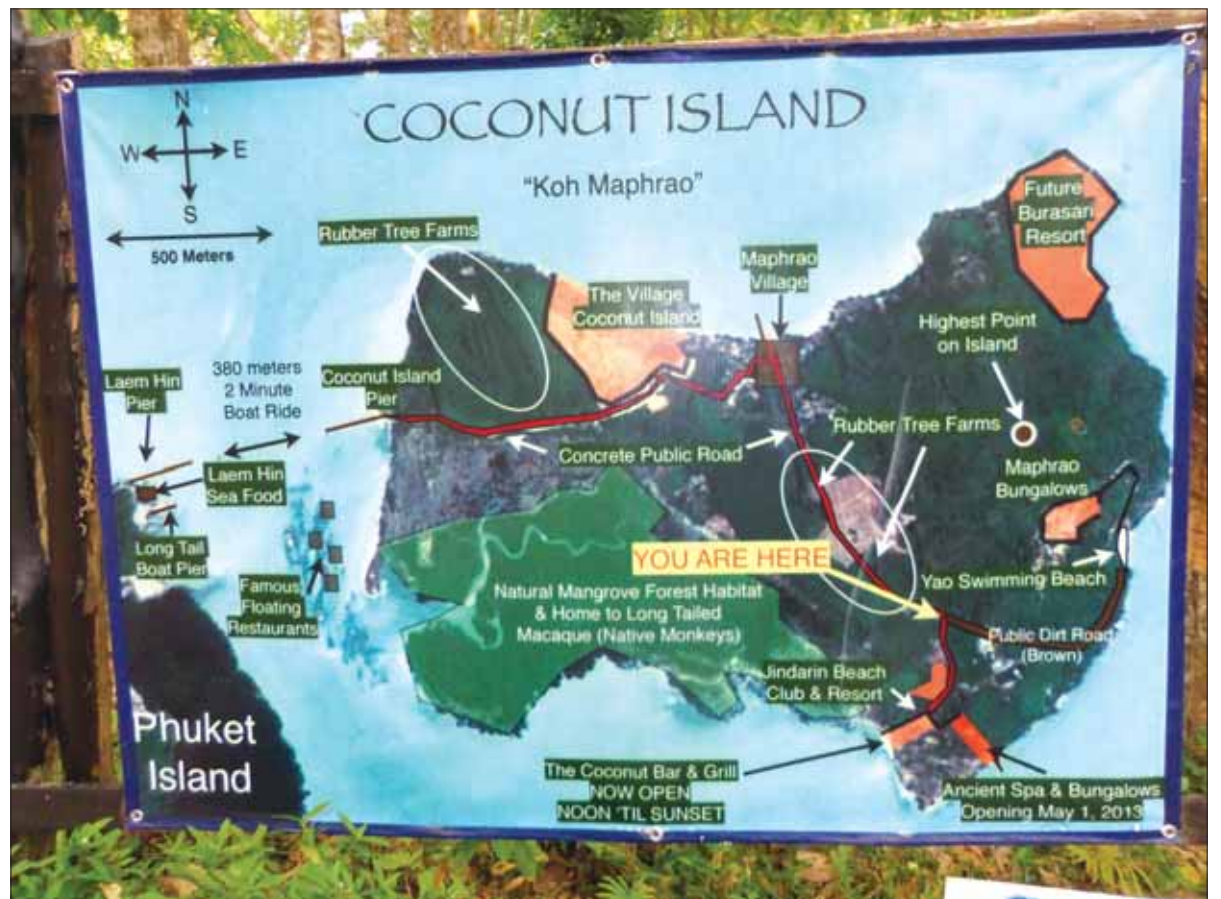 COCONUT ISLAND
"Koh Maphrao"
N
W E
S
500 Meters
Rubber Tree Farms
The Village
Coconut Island
Maphrao
Village
Future
Burasari
Resort
Highest Point
on Island
Laem Hin
Pier
380 meters
2 Minute
Boat Ride
Coconut Island
Pier
Concrete Public Road
Rubber Tree Farms
Maphrao
Bungalows
Laem Hin
Sea Food
Long Tail
Boat Pier
Famous
Floating
Restaurants
YOU ARE HERE
Yao Swimming Beach
Natural Mangrove Forest Habitat
& Home to Long Tailed
Macaque (Native Monkeys)
Public Dirt Road
(Brown)
Jindarin Beach
Club & Resort
Phuket
Island
The Coconut Bar & Grill
NOW OPEN
NOON 'TIL SUNSET
Ancient Spa & Bungalows
Opening May 1, 2013